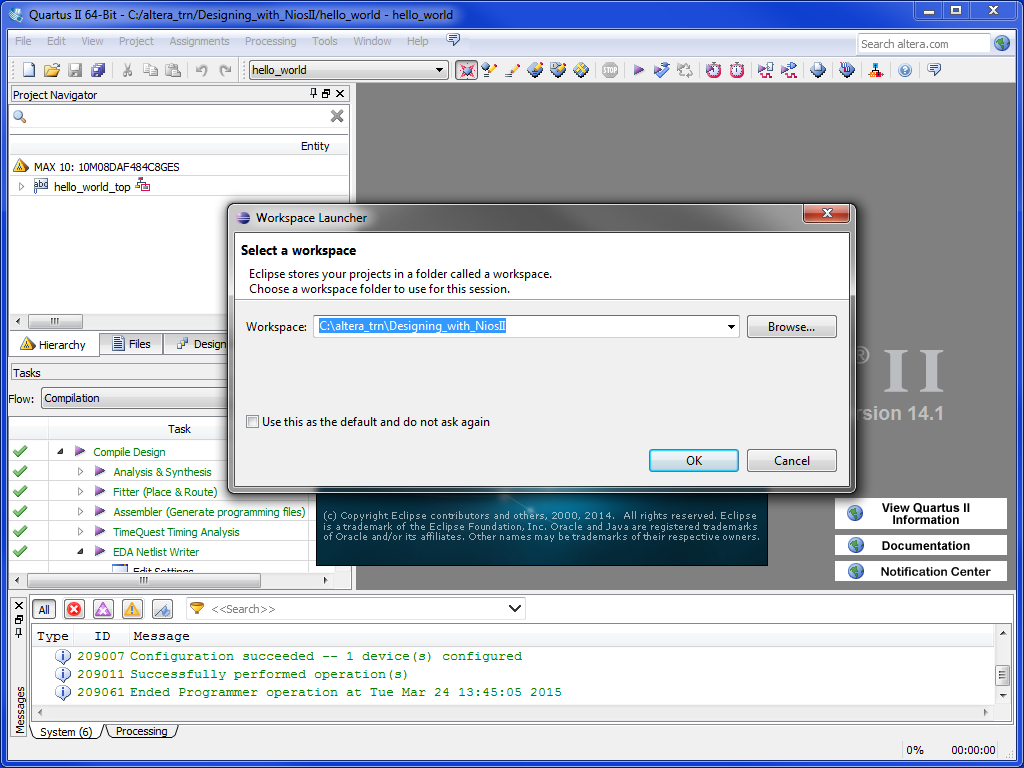 Quartus II 64-Bit - C:/altera_trn/Designing_with_NiosII/hello_world - hello_world
File Edit View Project Assignments Processing Tools Window Help
Search altera.com
hello_world
STOP
Project Navigator
Entity
MAX 10: 10M08DAF484C8GES
abd hello_world_top
Hierarchy Files Design
Tasks
Flow: Compilation
Task
Compile Design
Analysis & Synthesis
Fitter (Place & Route)
Assembler (Generate programming files)
TimeQuest Timing Analysis
EDA Netlist Writer
Edit Settings
Workspace Launcher
Select a workspace
Eclipse stores your projects in a folder called a workspace.
Choose a workspace folder to use for this session.
Workspace: C:\altera_trn\Designing_with_NiosII Browse...
Use this as the default and do not ask again
OK Cancel
® II
rsion 14.1
(c) Copyright Eclipse contributors and others, 2000, 2014. All rights reserved. Eclipse
is a trademark of the Eclipse Foundation, Inc. Oracle and Java are registered trademarks
of Oracle and/or its affiliates. Other names may be trademarks of their respective owners.
View Quartus II
Information
Documentation
Notification Center
All <<Search>>
Type ID Message
209007 Configuration succeeded -- 1 device(s) configured
209011 Successfully performed operation(s)
209061 Ended Programmer operation at Tue Mar 24 13:45:05 2015
Messages
System (6) Processing
0% 00:00:00